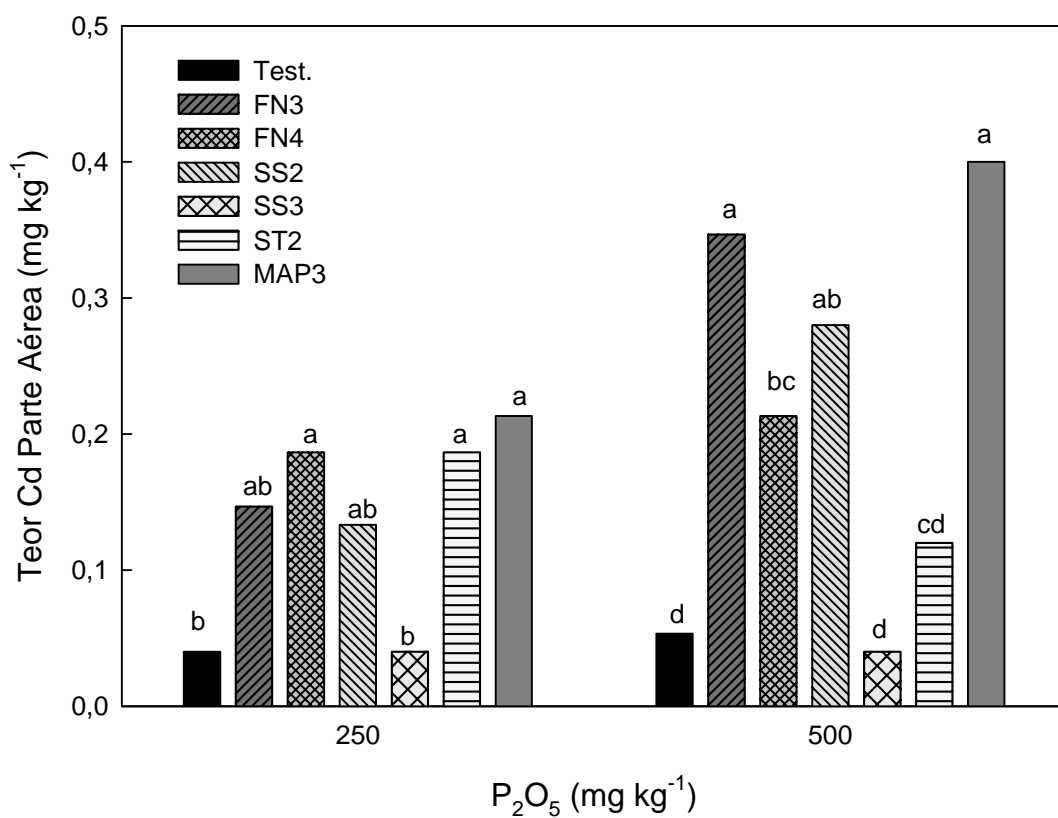 0,5
0,4
0,3
0,2
0,1
0,0
Teor Cd Parte Aérea (mg kg⁻¹)
Test.
FN3
FN4
SS2
SS3
ST2
MAP3
b
ab
a
ab
b
a
a
d
a
bc
ab
d
cd
a
250
500
P₂O₅ (mg kg⁻¹)